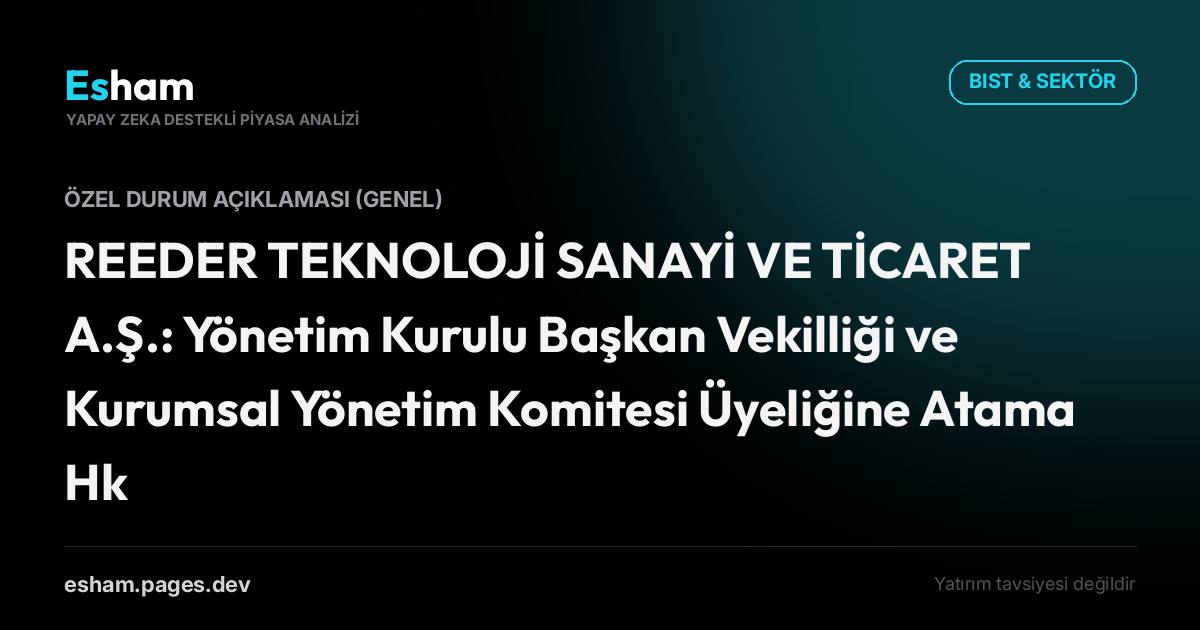 Esham
BIST & SEKTÖR
YAPAY ZEKA DESTEKLİ PİYASA ANALİZİ
ÖZEL DURUM AÇIKLAMASI (GENEL)
REEDER TEKNOLOJİ SANAYİ VE TİCARET
A.Ş.: Yönetim Kurulu Başkan Vekilliği ve
Kurumsal Yönetim Komitesi Üyeliğine Atama
Hk
esham.pages.dev
Yatırım tavsiyesi değildir